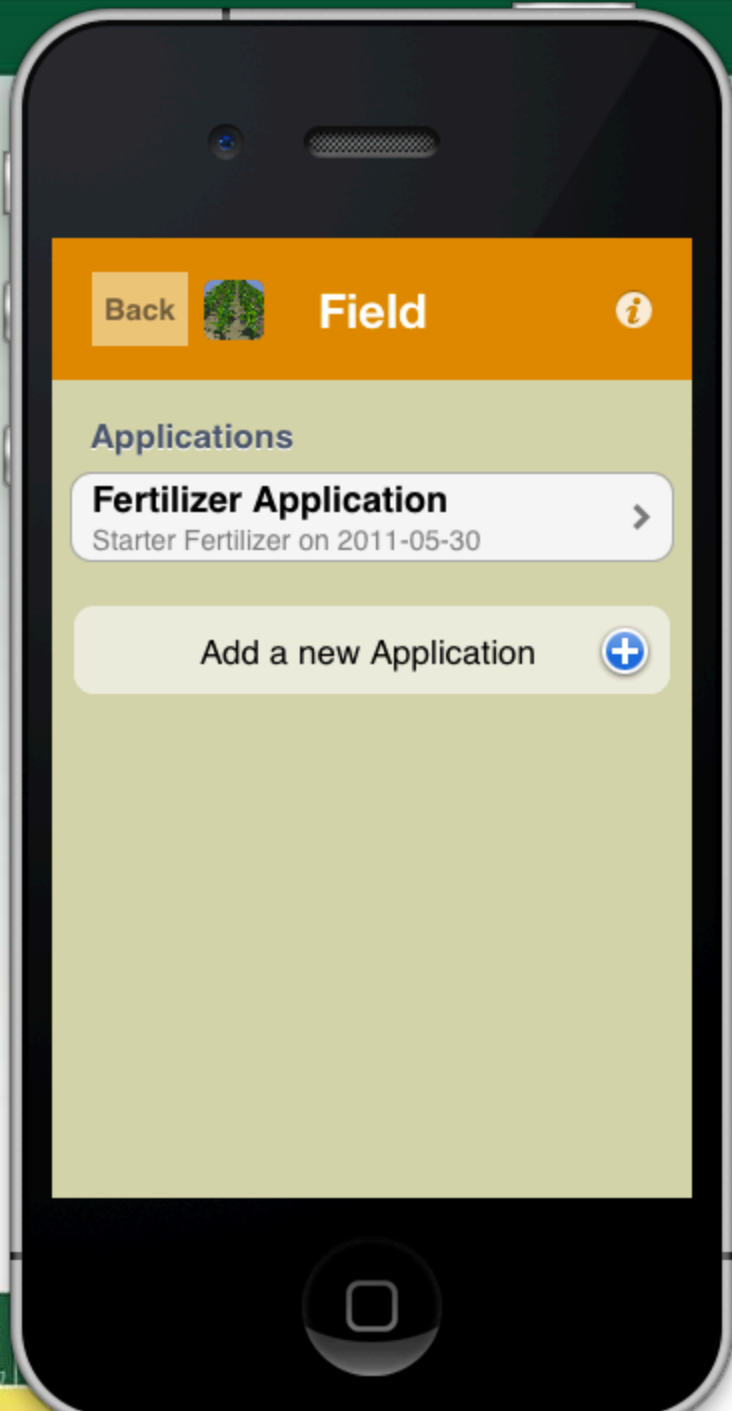 Back
Field
i
Applications
Fertilizer Application
Starter Fertilizer on 2011-05-30
Add a new Application